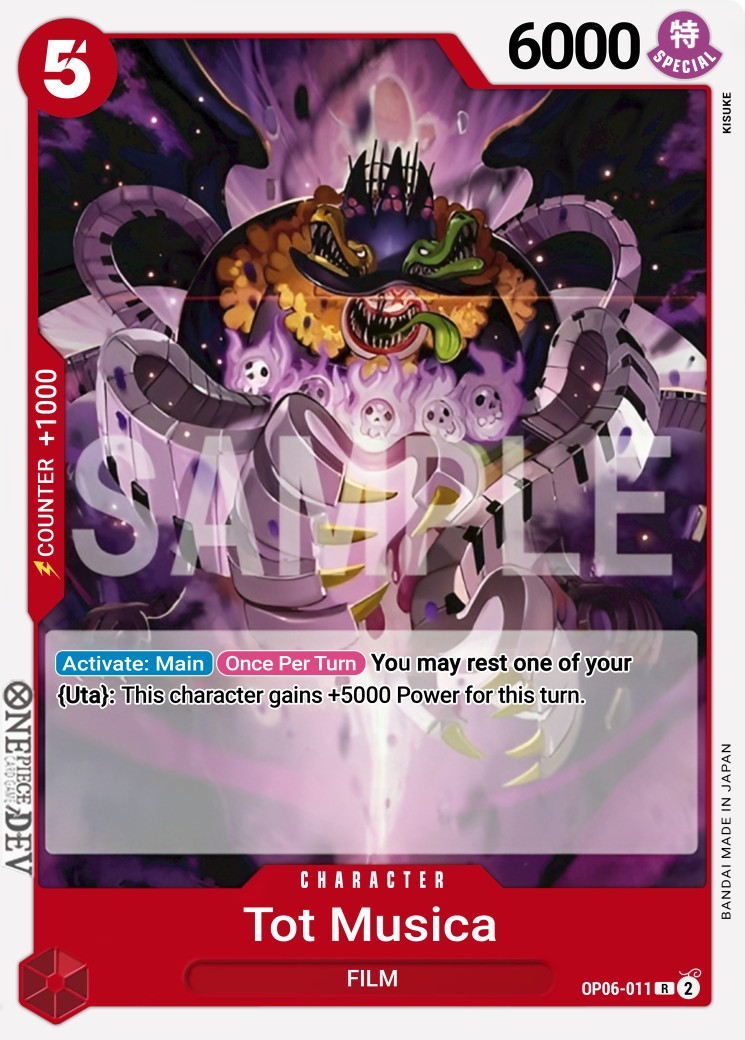 5
6000
特
SPECIAL
KISUKE
COUNTER +1000
SAMPLE
Activate: Main Once Per Turn You may rest one of your
{Uta}: This character gains +5000 Power for this turn.
ONE PIECE
CARD GAME
DEV
BANDAI MADE IN JAPAN
CHARACTER
Tot Musica
FILM
OP06-011 R 2